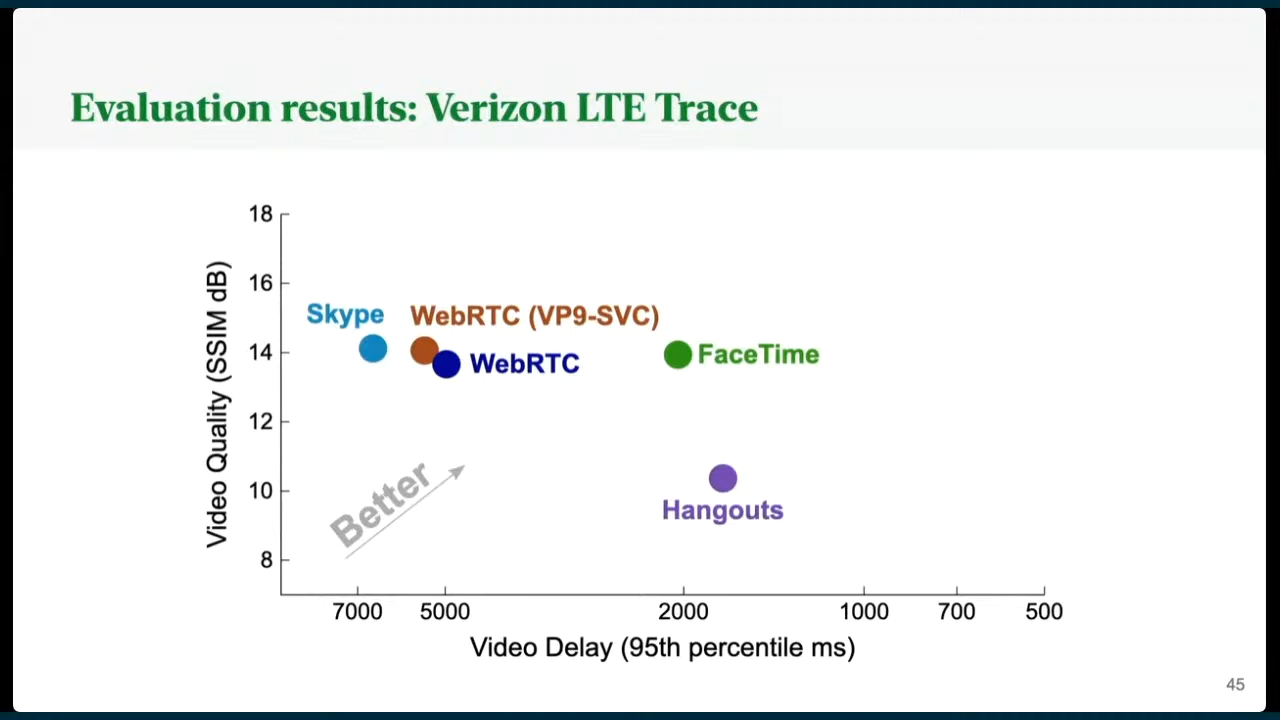 Evaluation results: Verizon LTE Trace
18
16
14
12
10
8
Video Quality (SSIM dB)
Skype
WebRTC (VP9-SVC)
WebRTC
FaceTime
Better
Hangouts
7000 5000 2000 1000 700 500
Video Delay (95th percentile ms)
45